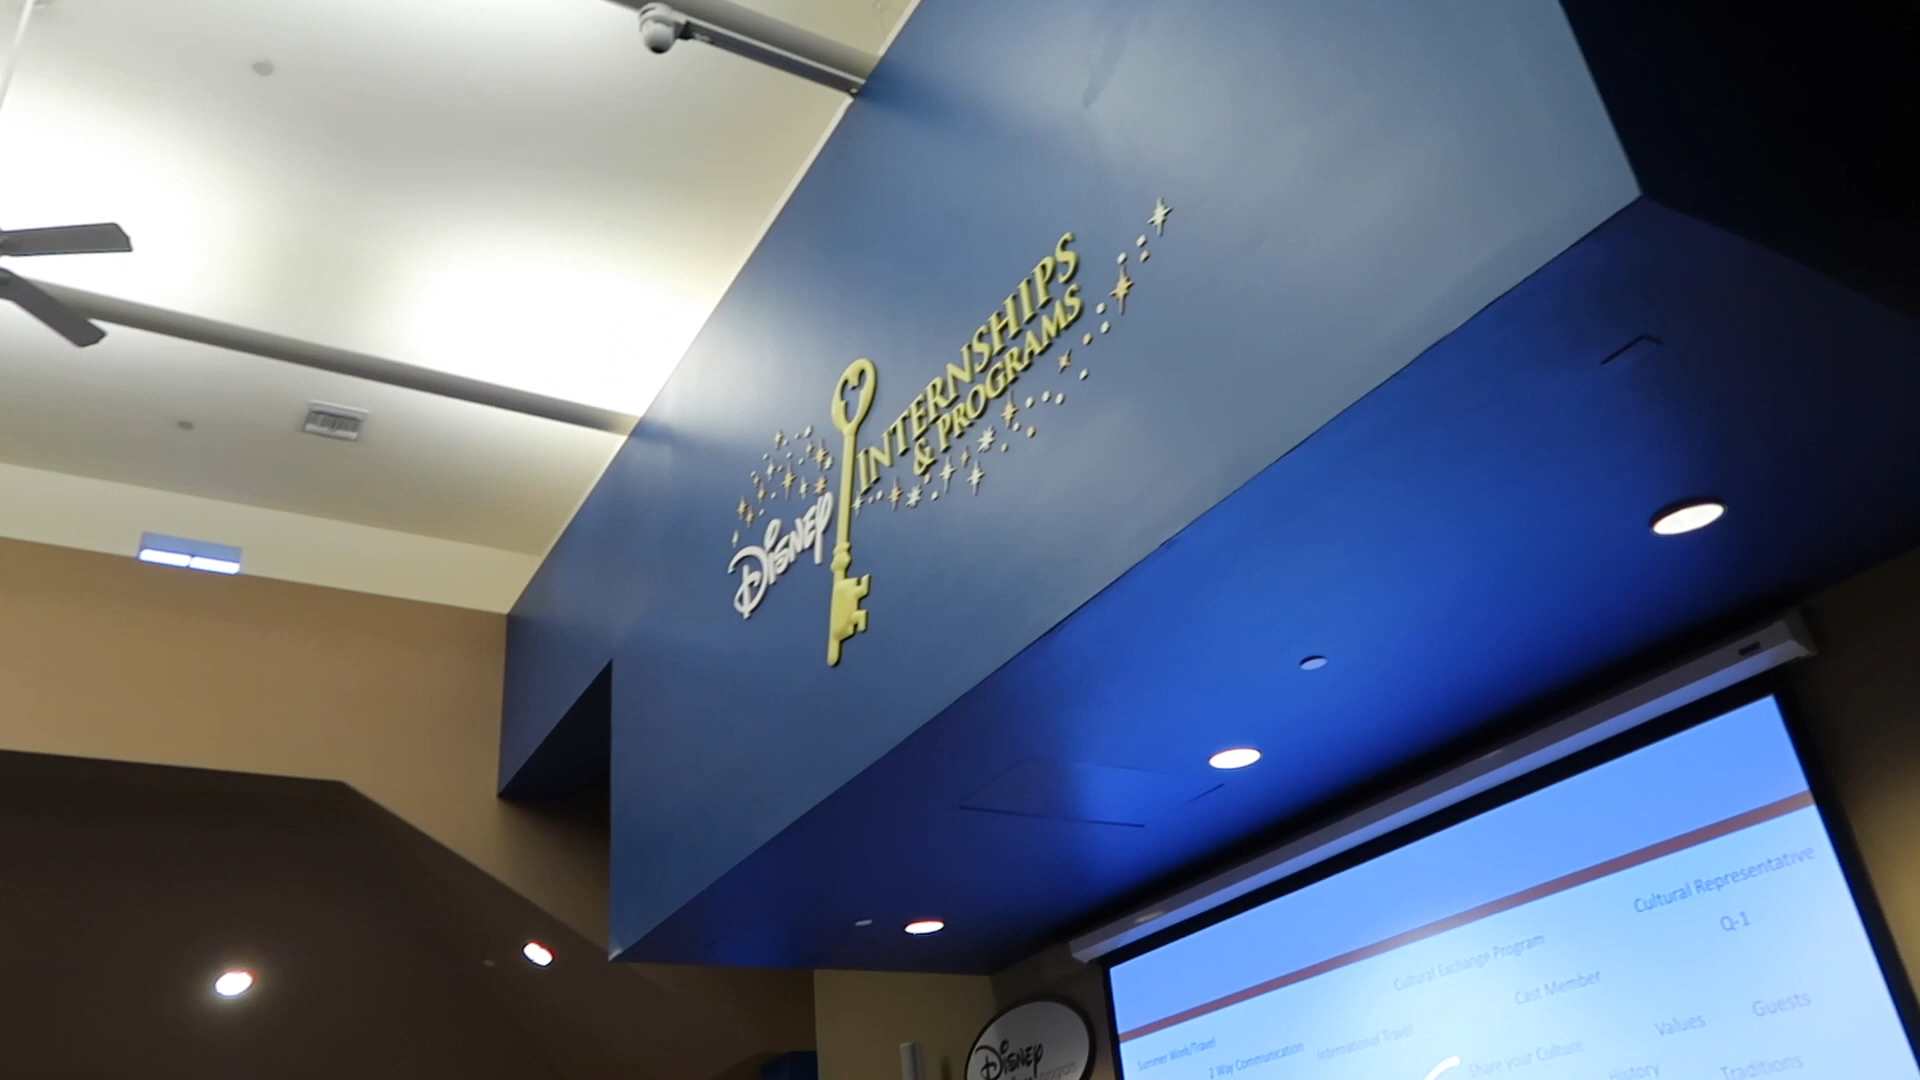 DISNEY
INTERNSHIPS
& PROGRAMS
Cultural Representative
Q-1
Cultural Exchange Program
Cast Member
Guests
Values
Summer Work/Travel
2 Way Communication
International Travel
Share your Culture
History
Traditions
DISNEY
program